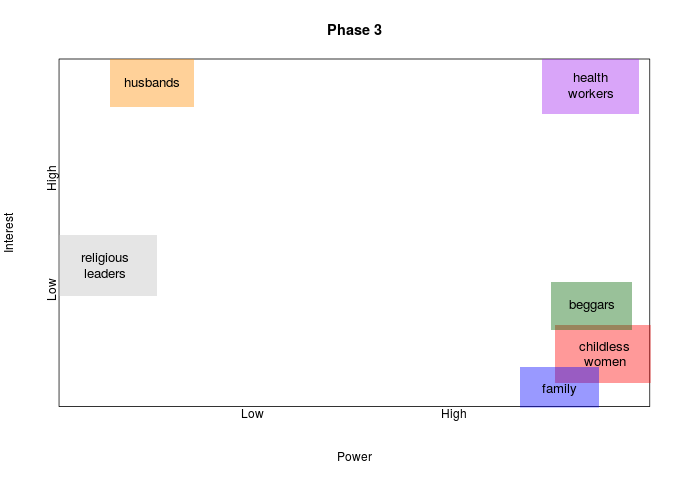 Phase 3
husbands
health
workers
High
Interest
religious
leaders
Low
beggars
childless
women
family
Low
High
Power